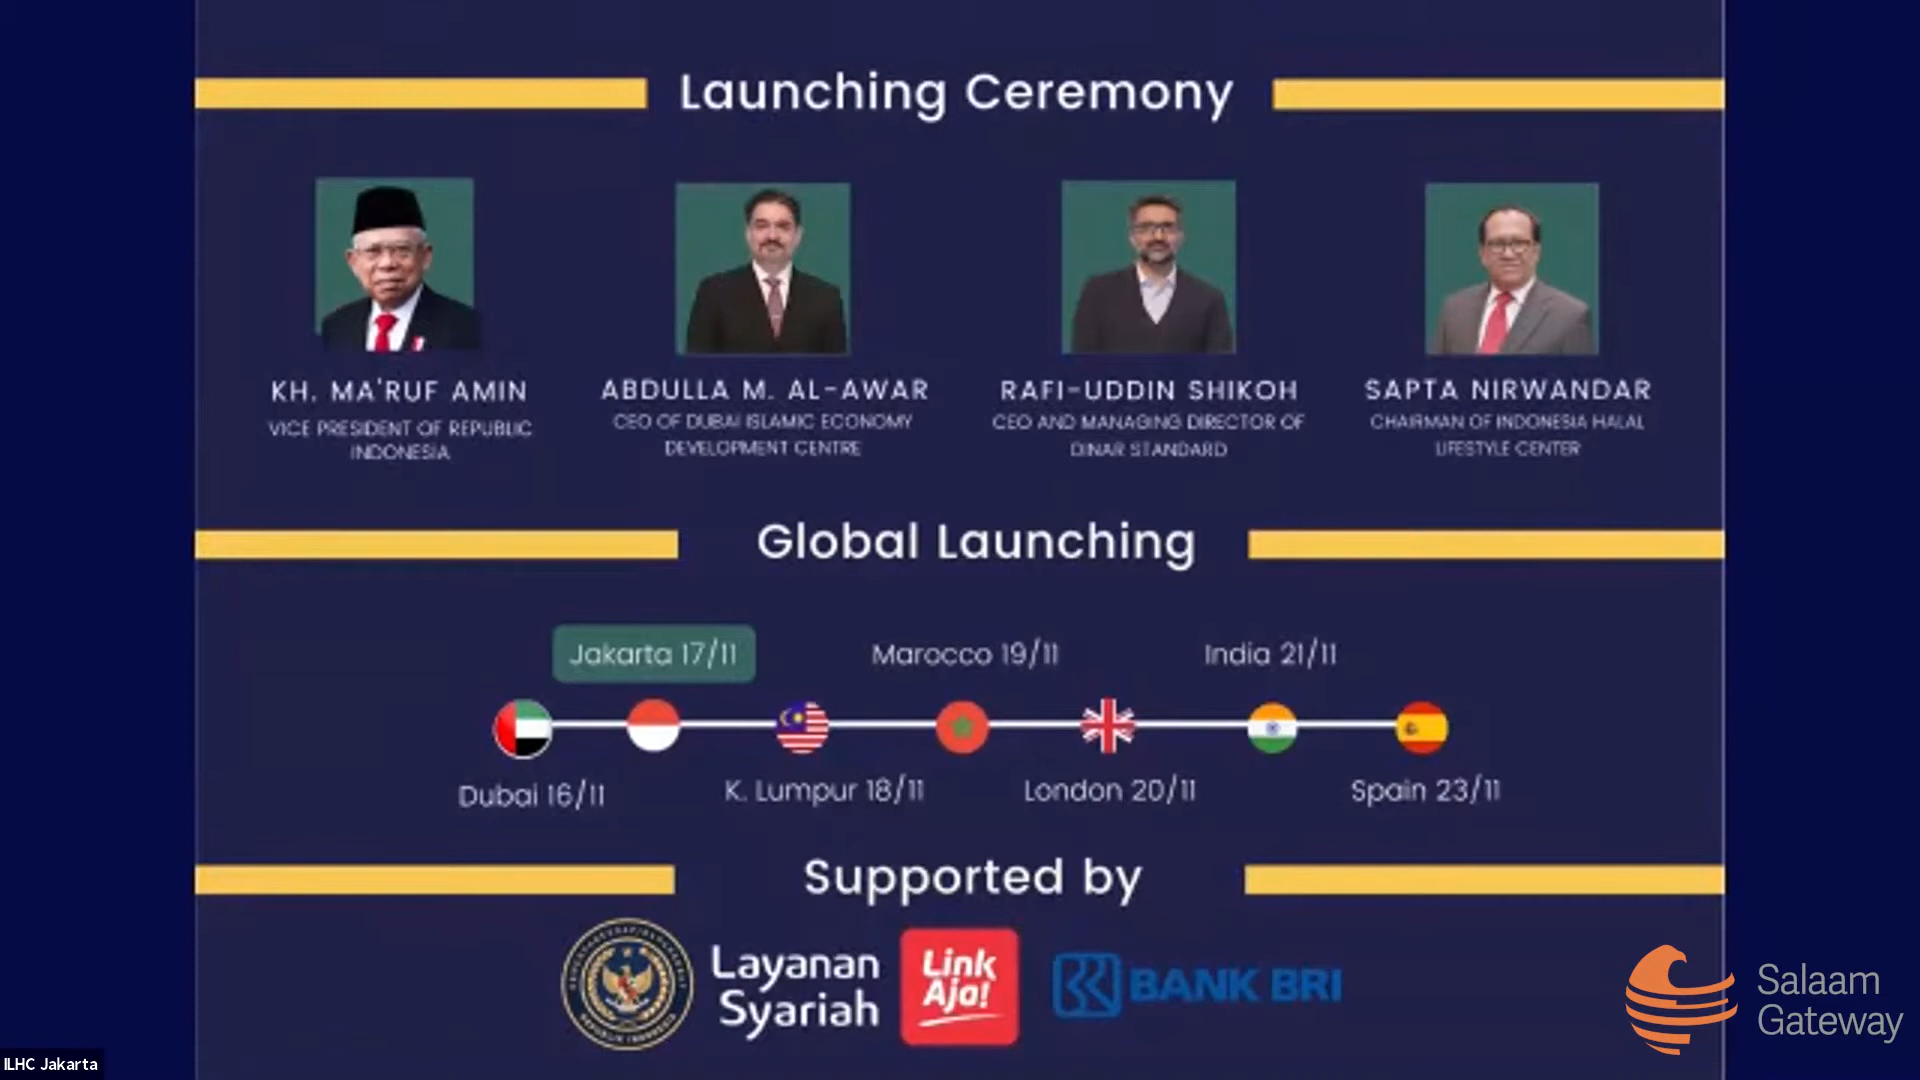 Launching Ceremony
KH. MA'RUF AMIN
VICE PRESIDENT OF REPUBLIC
INDONESIA
ABDULLA M. AL-AWAR
CEO OF DUBAI ISLAMIC ECONOMY
DEVELOPMENT CENTRE
RAFI-UDDIN SHIKOH
CEO AND MANAGING DIRECTOR OF
DINAR STANDARD
SAPTA NIRWANDAR
CHAIRMAN OF INDONESIA HALAL
LIFESTYLE CENTER
Global Launching
Jakarta 17/11
Marocco 19/11
India 21/11
Dubai 16/11
K. Lumpur 18/11
London 20/11
Spain 23/11
Supported by
REPUBLIK INDONESIA
Layanan
Syariah
Link
Aja!
BANK BRI
Salaam
Gateway
ILHC Jakarta